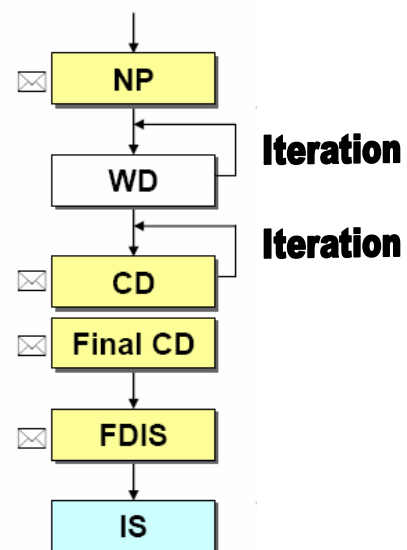 NP
Iteration
WD
Iteration
CD
Final CD
FDIS
IS